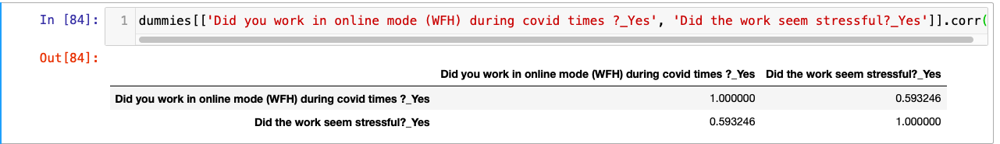 In [84]: 1 dummies[['Did you work in online mode (WFH) during covid times ?_Yes', 'Did the work seem stressful?_Yes']].corr(
Out[84]:
Did you work in online mode (WFH) during covid times ?_Yes Did the work seem stressful?_Yes
Did you work in online mode (WFH) during covid times ?_Yes 1.000000 0.593246
Did the work seem stressful?_Yes 0.593246 1.000000